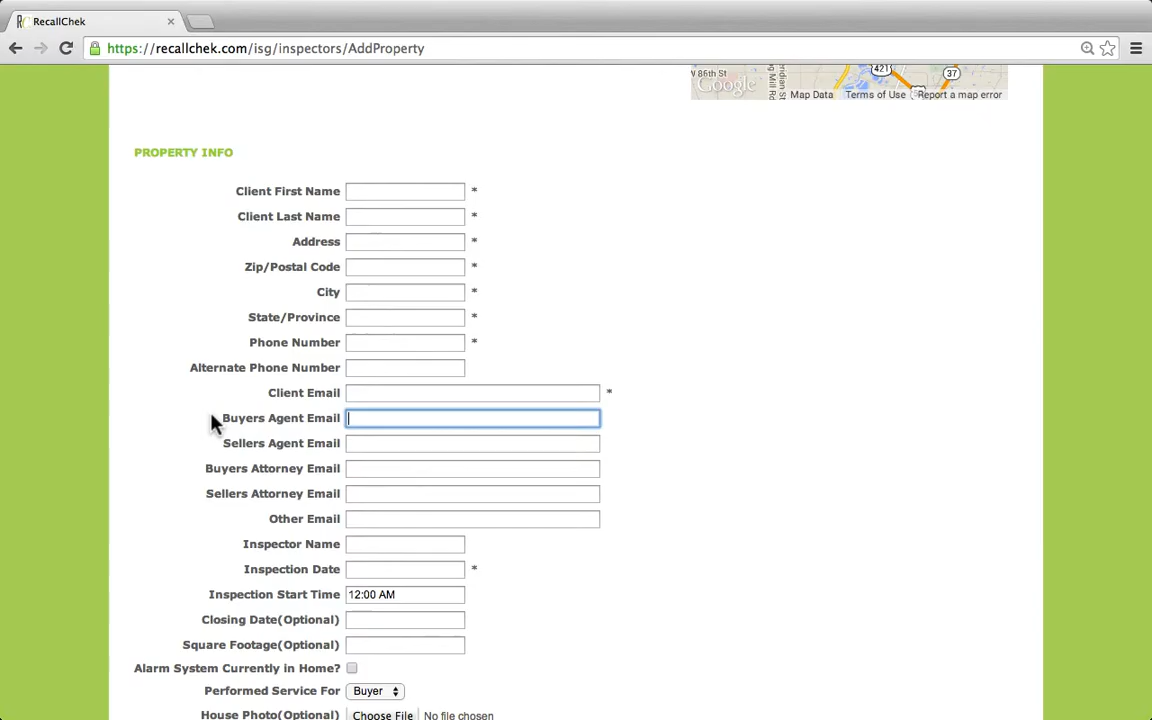 RecallChek
https://recallchek.com/isg/inspectors/AddProperty
W 86th St
421
37
Google
Map Data Terms of Use Report a map error
PROPERTY INFO
Client First Name *
Client Last Name *
Address *
Zip/Postal Code *
City *
State/Province *
Phone Number *
Alternate Phone Number
Client Email *
Buyers Agent Email
Sellers Agent Email
Buyers Attorney Email
Sellers Attorney Email
Other Email
Inspector Name
Inspection Date *
Inspection Start Time 12:00 AM
Closing Date(Optional)
Square Footage(Optional)
Alarm System Currently in Home?
Performed Service For Buyer
House Photo(Optional) Choose File No file chosen